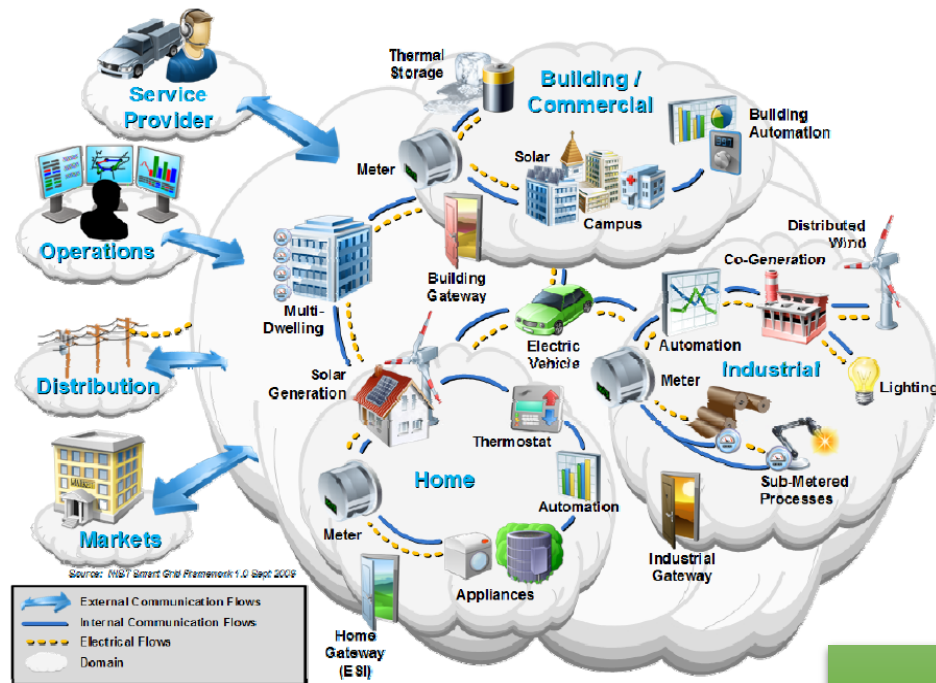 Service
Provider
Operations
Distribution
Markets
Thermal
Storage
Building /
Commercial
Building
Automation
Meter
Solar
Campus
Building
Gateway
Multi-
Dwelling
Electric
Vehicle
Distributed
Wind
Co-Generation
Automation
Meter
Industrial
Lighting
Sub-Metered
Processes
Industrial
Gateway
Solar
Generation
Thermostat
Home
Meter
Automation
Appliances
Home
Gateway
(ESI)
MARKET
Source: NIST Smart Grid Framework 1.0 Sept 2009
External Communication Flows
Internal Communication Flows
Electrical Flows
Domain